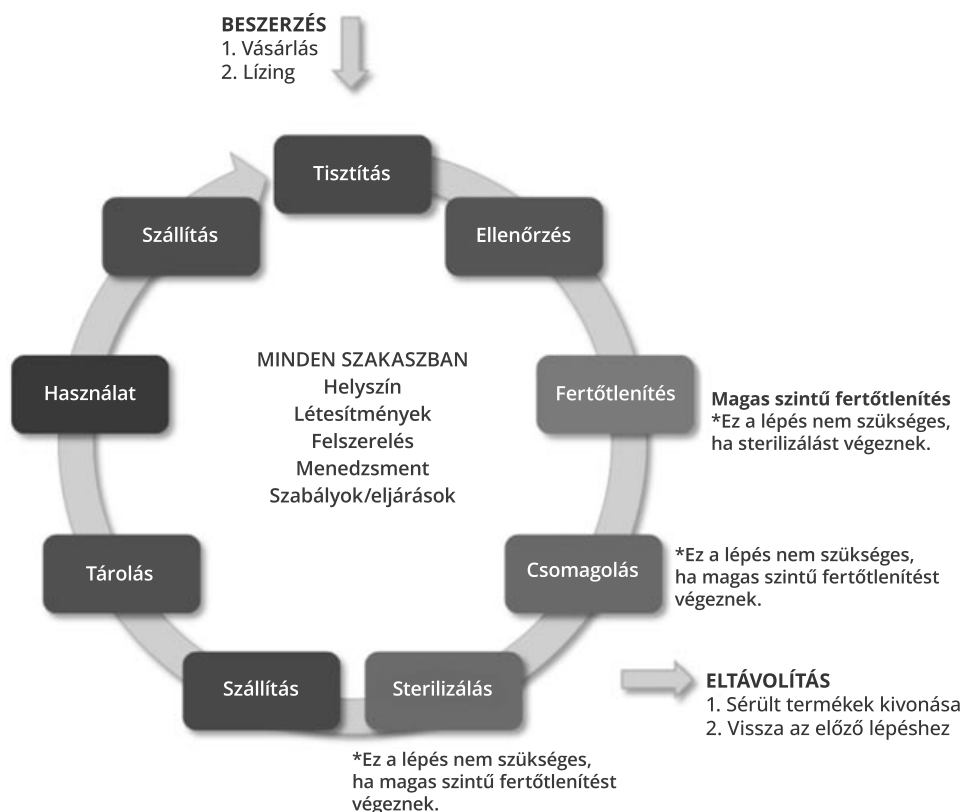 BESZERZÉS
1. Vásárlás
2. Lízing
Tisztítás
Ellenőrzés
Fertőtlenítés
Magas szintű fertőtlenítés
*Ez a lépés nem szükséges,
ha sterilizálást végeznek.
Csomagolás
*Ez a lépés nem szükséges,
ha magas szintű fertőtlenítést
végeznek.
Sterilizálás
*Ez a lépés nem szükséges,
ha magas szintű fertőtlenítést
végeznek.
ELTÁVOLÍTÁS
1. Sérült termékek kivonása
2. Vissza az előző lépéshez
Szállítás
Tárolás
Használat
Szállítás
MINDEN SZAKASZBAN
Helyszín
Létesítmények
Felszerelés
Menedzsment
Szabályok/eljárások